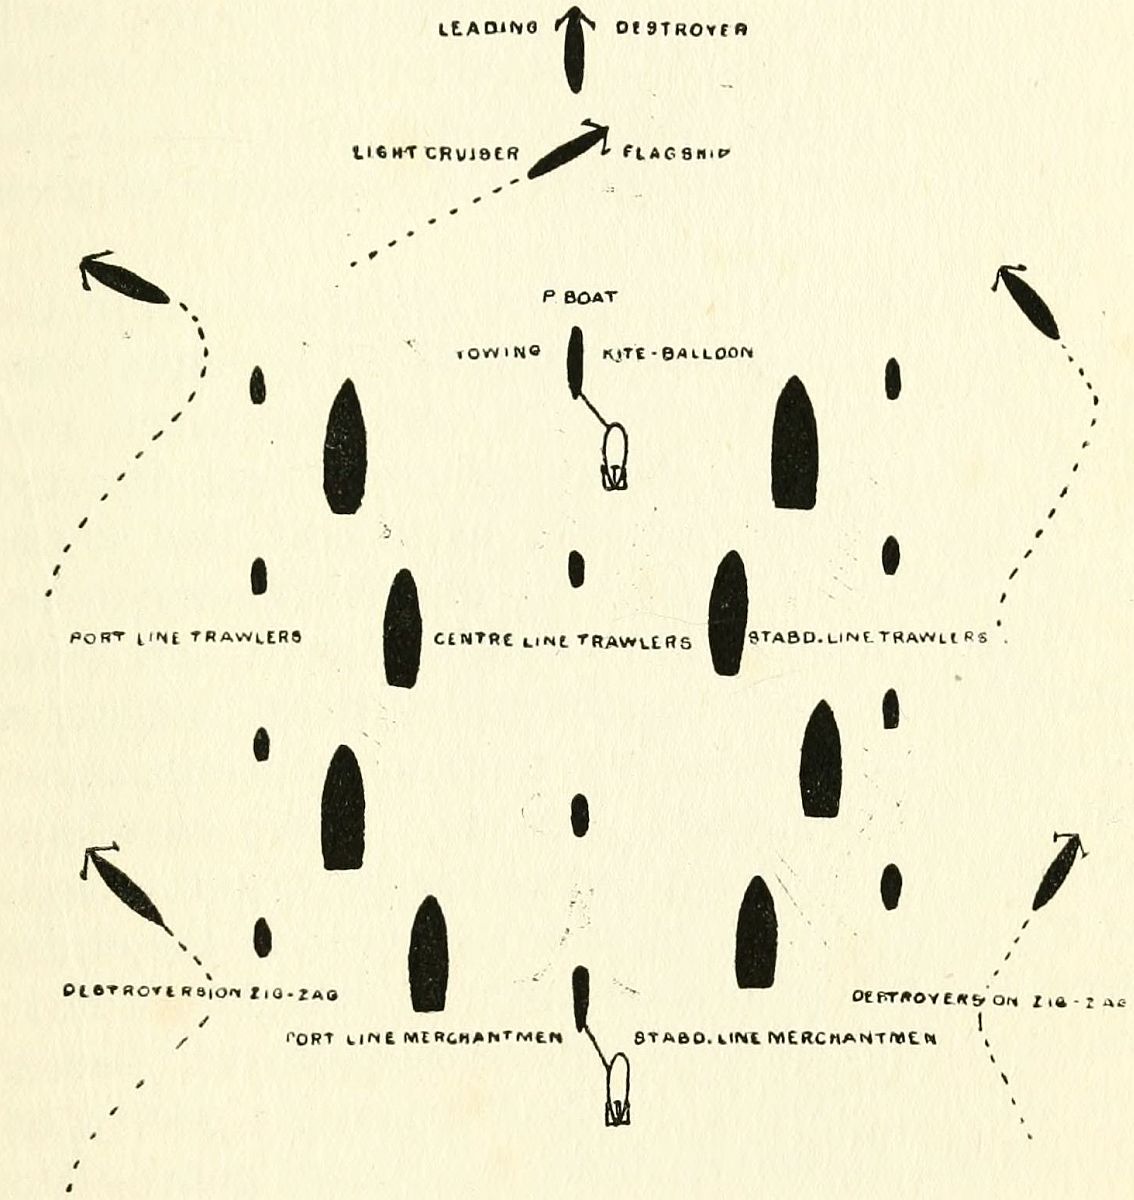 LEADING DESTROYER
LIGHT CRUISER FLAGSHIP
P. BOAT
TOWING KITE-BALLOON
PORT LINE TRAWLERS CENTRE LINE TRAWLERS STABD. LINE TRAWLERS
DESTROYERS ON ZIG-ZAG DESTROYERS ON ZIG-ZAG
PORT LINE MERCHANTMEN STABD. LINE MERCHANTMEN